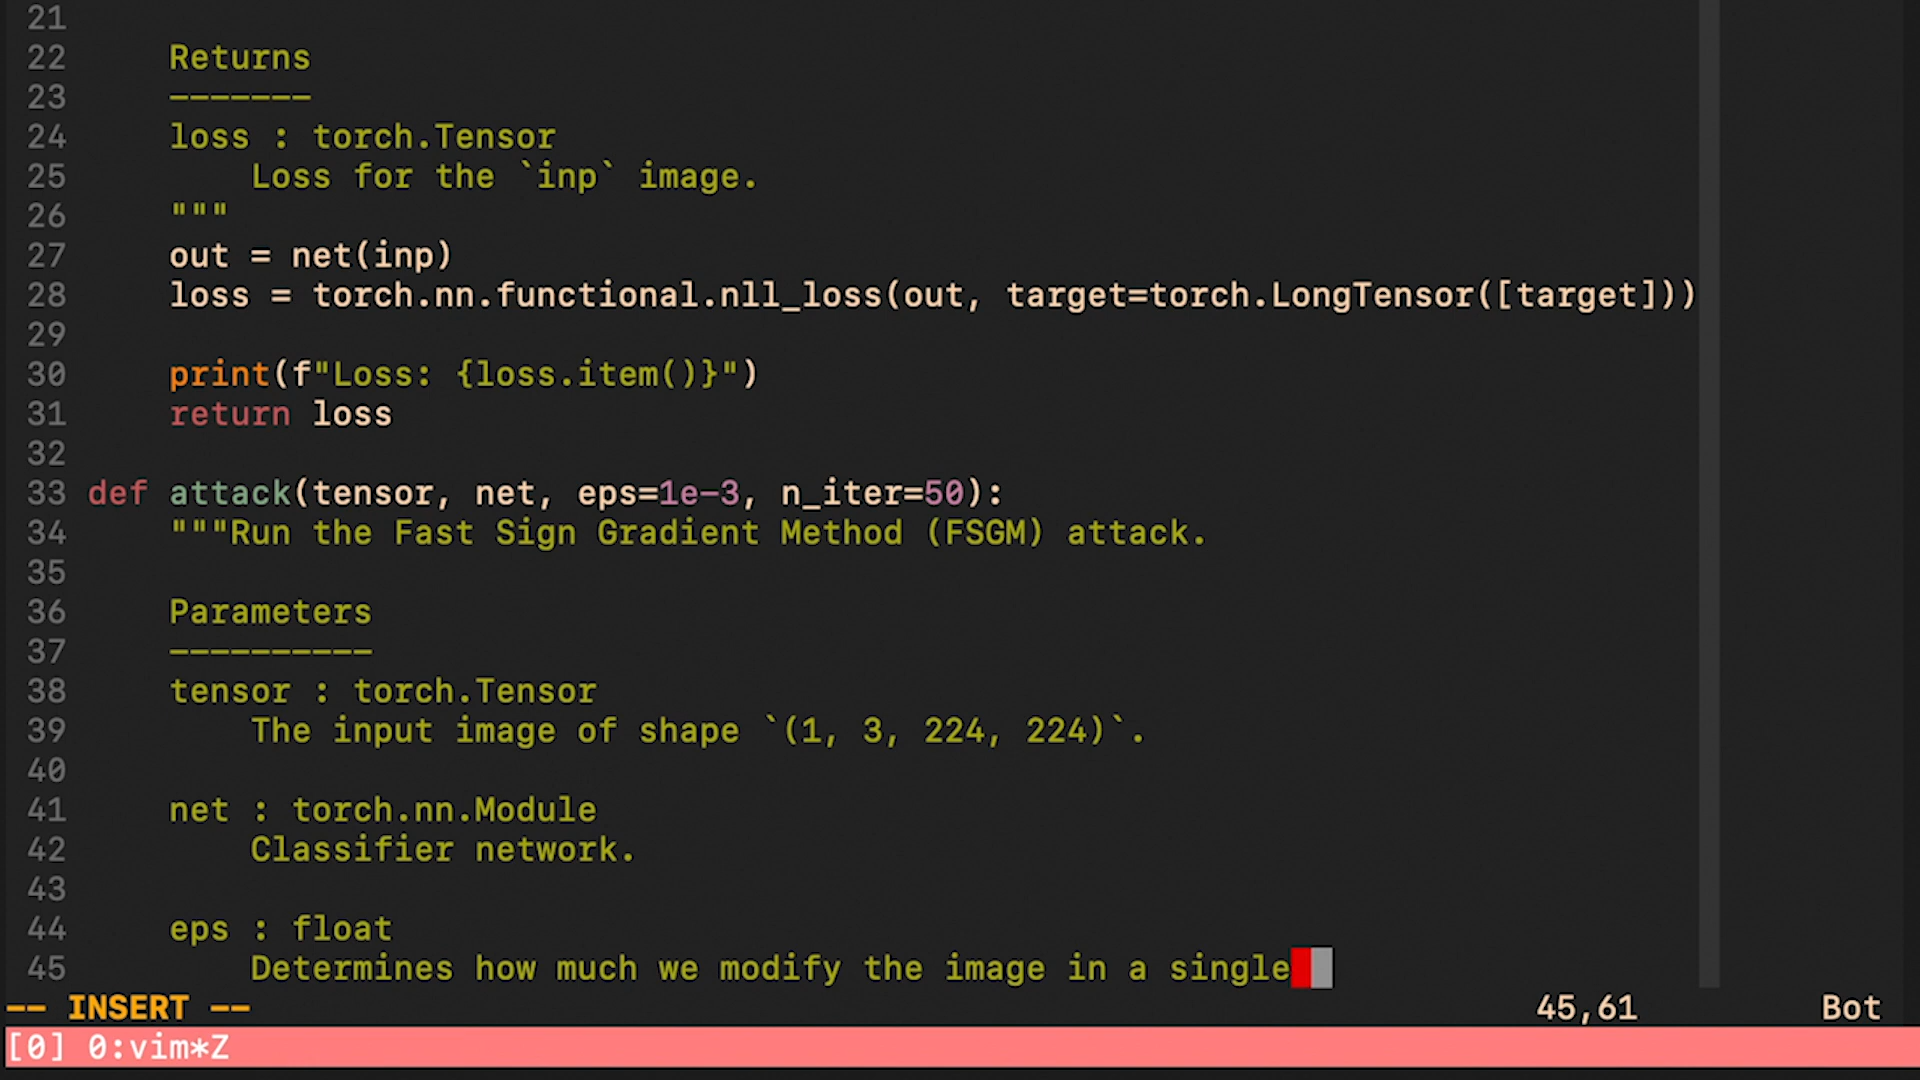 21
22     Returns
23     -------
24     loss : torch.Tensor
25         Loss for the `inp` image.
26     """
27     out = net(inp)
28     loss = torch.nn.functional.nll_loss(out, target=torch.LongTensor([target]))
29
30     print(f"Loss: {loss.item()}")
31     return loss
32
33 def attack(tensor, net, eps=1e-3, n_iter=50):
34     """Run the Fast Sign Gradient Method (FSGM) attack.
35
36     Parameters
37     ----------
38     tensor : torch.Tensor
39         The input image of shape `(1, 3, 224, 224)`.
40
41     net : torch.nn.Module
42         Classifier network.
43
44     eps : float
45         Determines how much we modify the image in a single
-- INSERT -- 45,61 Bot
[0] 0:vim*Z